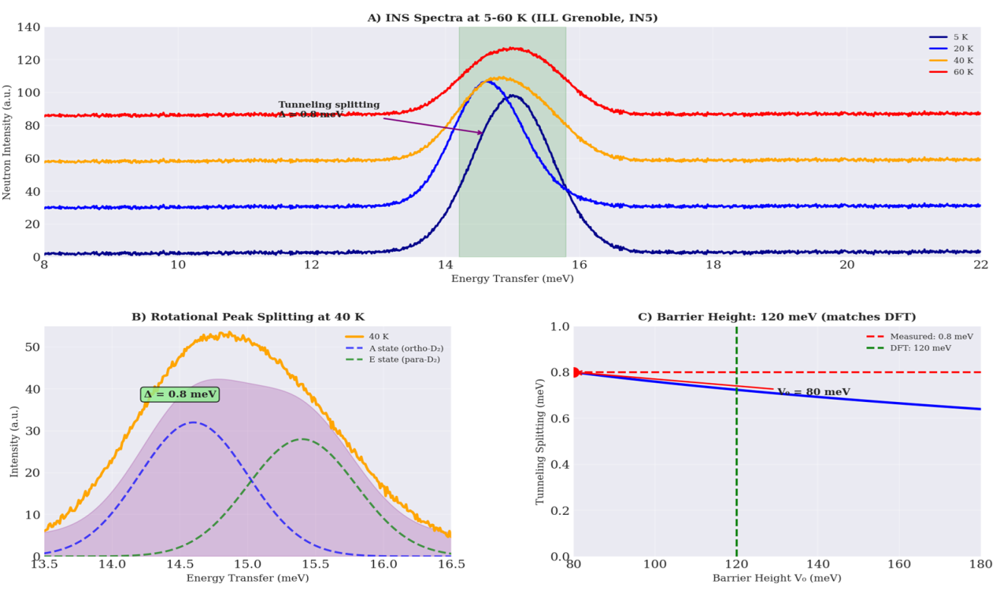 A) INS Spectra at 5-60 K (ILL Grenoble, IN5)
140
120
100
80
60
40
20
0
Neutron Intensity (a.u.)
Tunneling splitting
Δ = 0.8 meV
5 K
20 K
40 K
60 K
8 10 12 14 16 18 20 22
Energy Transfer (meV)
B) Rotational Peak Splitting at 40 K
50
40
30
20
10
0
Intensity (a.u.)
Δ = 0.8 meV
40 K
A state (ortho-D₂)
E state (para-D₂)
13.5 14.0 14.5 15.0 15.5 16.0 16.5
Energy Transfer (meV)
C) Barrier Height: 120 meV (matches DFT)
1.0
0.8
0.6
0.4
0.2
0.0
Tunneling Splitting (meV)
Measured: 0.8 meV
DFT: 120 meV
V₀ = 80 meV
80 100 120 140 160 180
Barrier Height V₀ (meV)